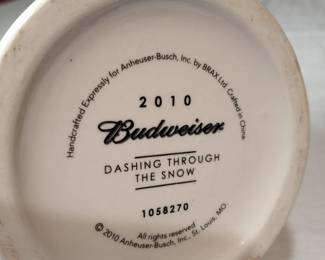 Handcrafted Expressly for Anheuser-Busch, Inc. by BRAX Ltd. Crafted in China.
2010
Budweiser
DASHING THROUGH
THE SNOW
1058270
All rights reserved.
© 2010 Anheuser-Busch, Inc., St. Louis, MO.